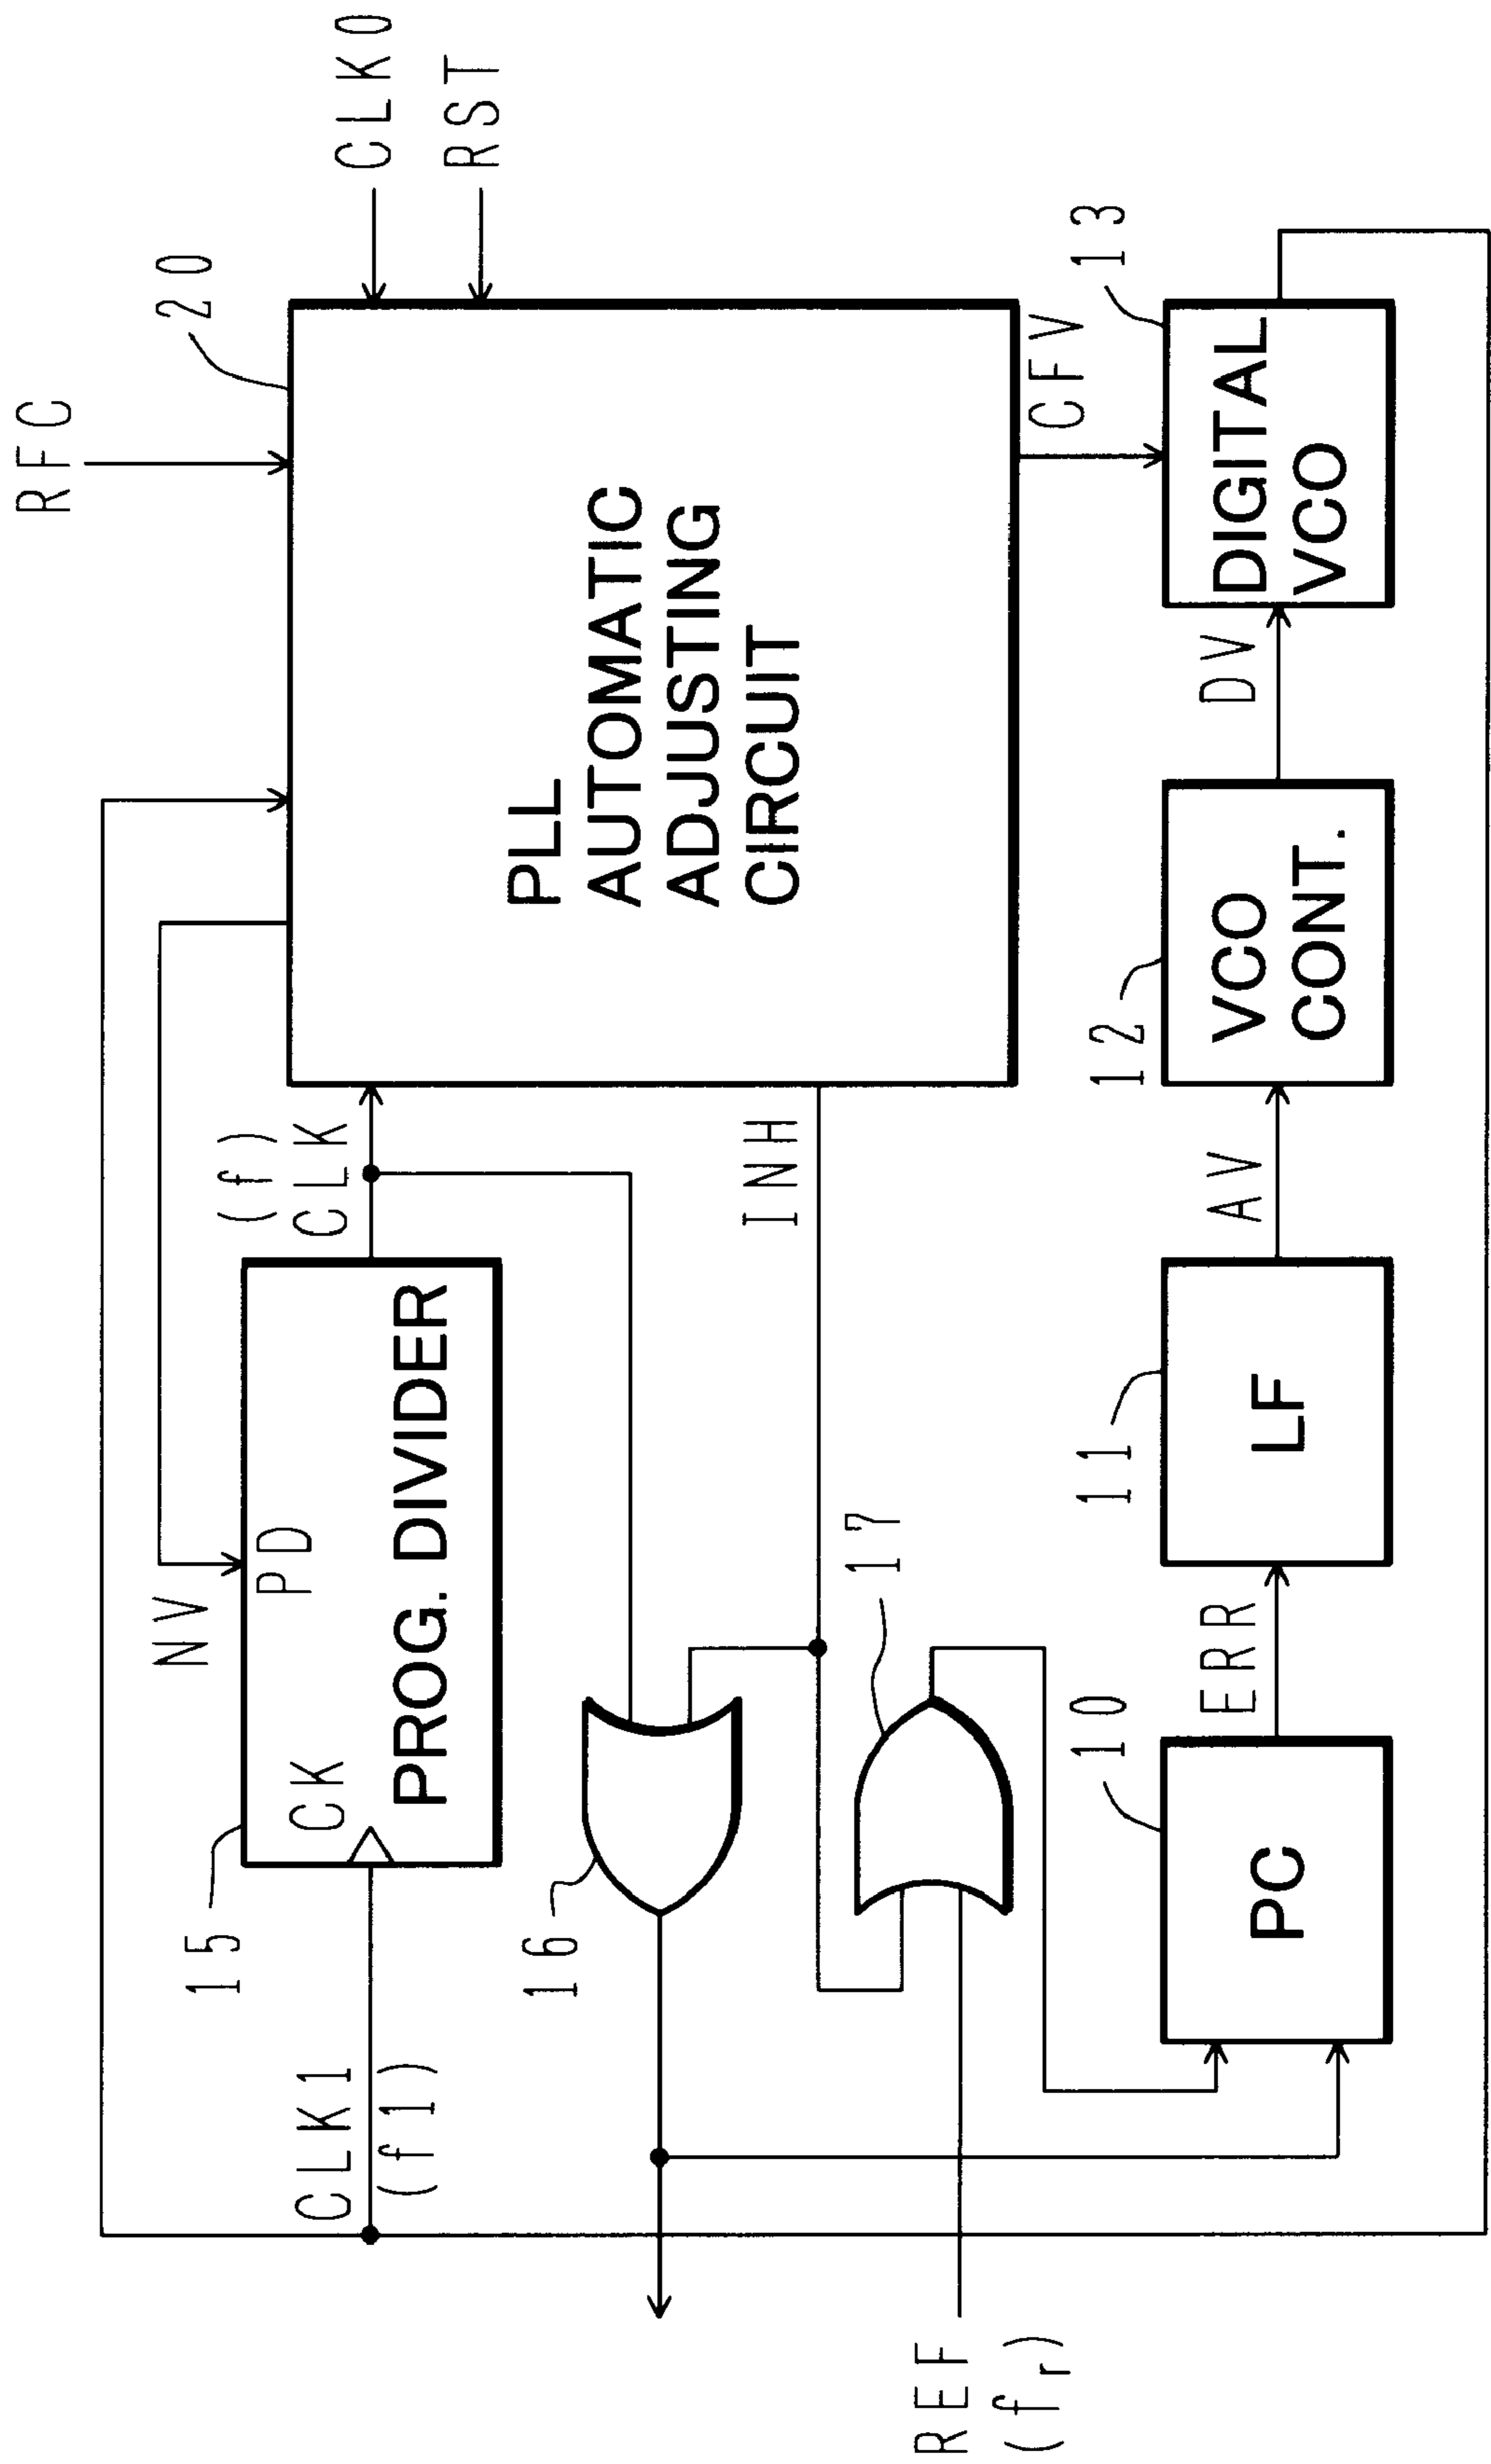 RFC
CLK0
RST
20
PLL
AUTOMATIC
ADJUSTING
CIRCUIT
NV
PD
15
CK
PROG. DIVIDER
(f)
CLK
CLK1
(f1)
INH
16
17
CFV
13
DIGITAL
VCO
DV
12
VCO
CONT.
AV
11
LF
ERR
10
PC
REF
(fr)